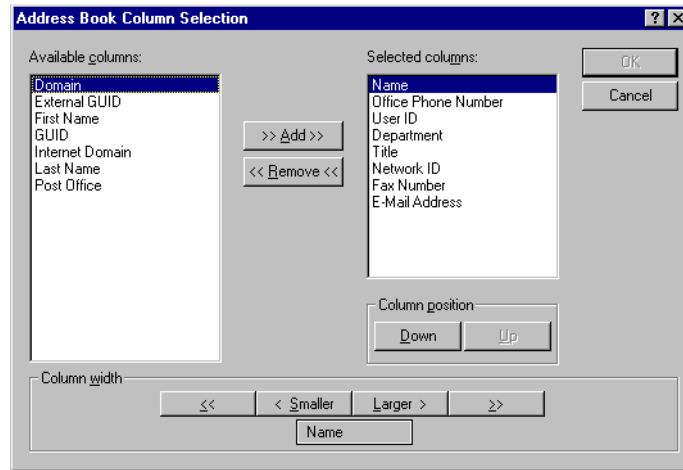 Address Book Column Selection
? X
Available columns:
Domain
External GUID
First Name
GUID
Internet Domain
Last Name
Post Office
>> Add >>
<< Remove <<
Selected columns:
Name
Office Phone Number
User ID
Department
Title
Network ID
Fax Number
E-Mail Address
OK
Cancel
Column position
Down Up
Column width
<< < Smaller Larger > >>
Name